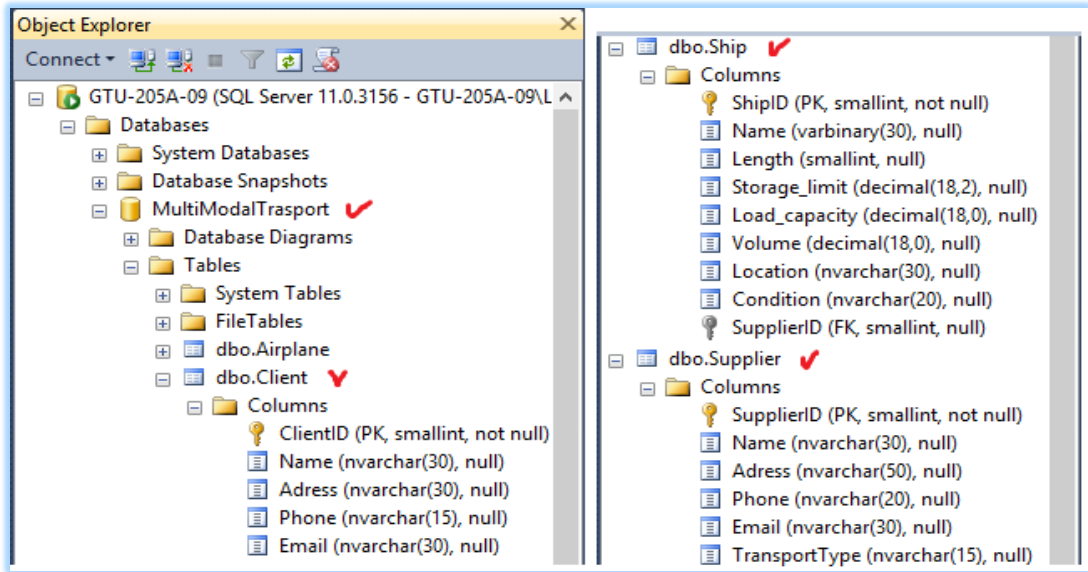 Object Explorer
Connect
GTU-205A-09 (SQL Server 11.0.3156 - GTU-205A-09\L
Databases
System Databases
Database Snapshots
MultiModalTrasport
Database Diagrams
Tables
System Tables
FileTables
dbo.Airplane
dbo.Client
Columns
ClientID (PK, smallint, not null)
Name (nvarchar(30), null)
Adress (nvarchar(30), null)
Phone (nvarchar(15), null)
Email (nvarchar(30), null)
dbo.Ship
Columns
ShipID (PK, smallint, not null)
Name (varbinary(30), null)
Length (smallint, null)
Storage_limit (decimal(18,2), null)
Load_capacity (decimal(18,0), null)
Volume (decimal(18,0), null)
Location (nvarchar(30), null)
Condition (nvarchar(20), null)
SupplierID (FK, smallint, null)
dbo.Supplier
Columns
SupplierID (PK, smallint, not null)
Name (nvarchar(30), null)
Adress (nvarchar(50), null)
Phone (nvarchar(20), null)
Email (nvarchar(30), null)
TransportType (nvarchar(15), null)